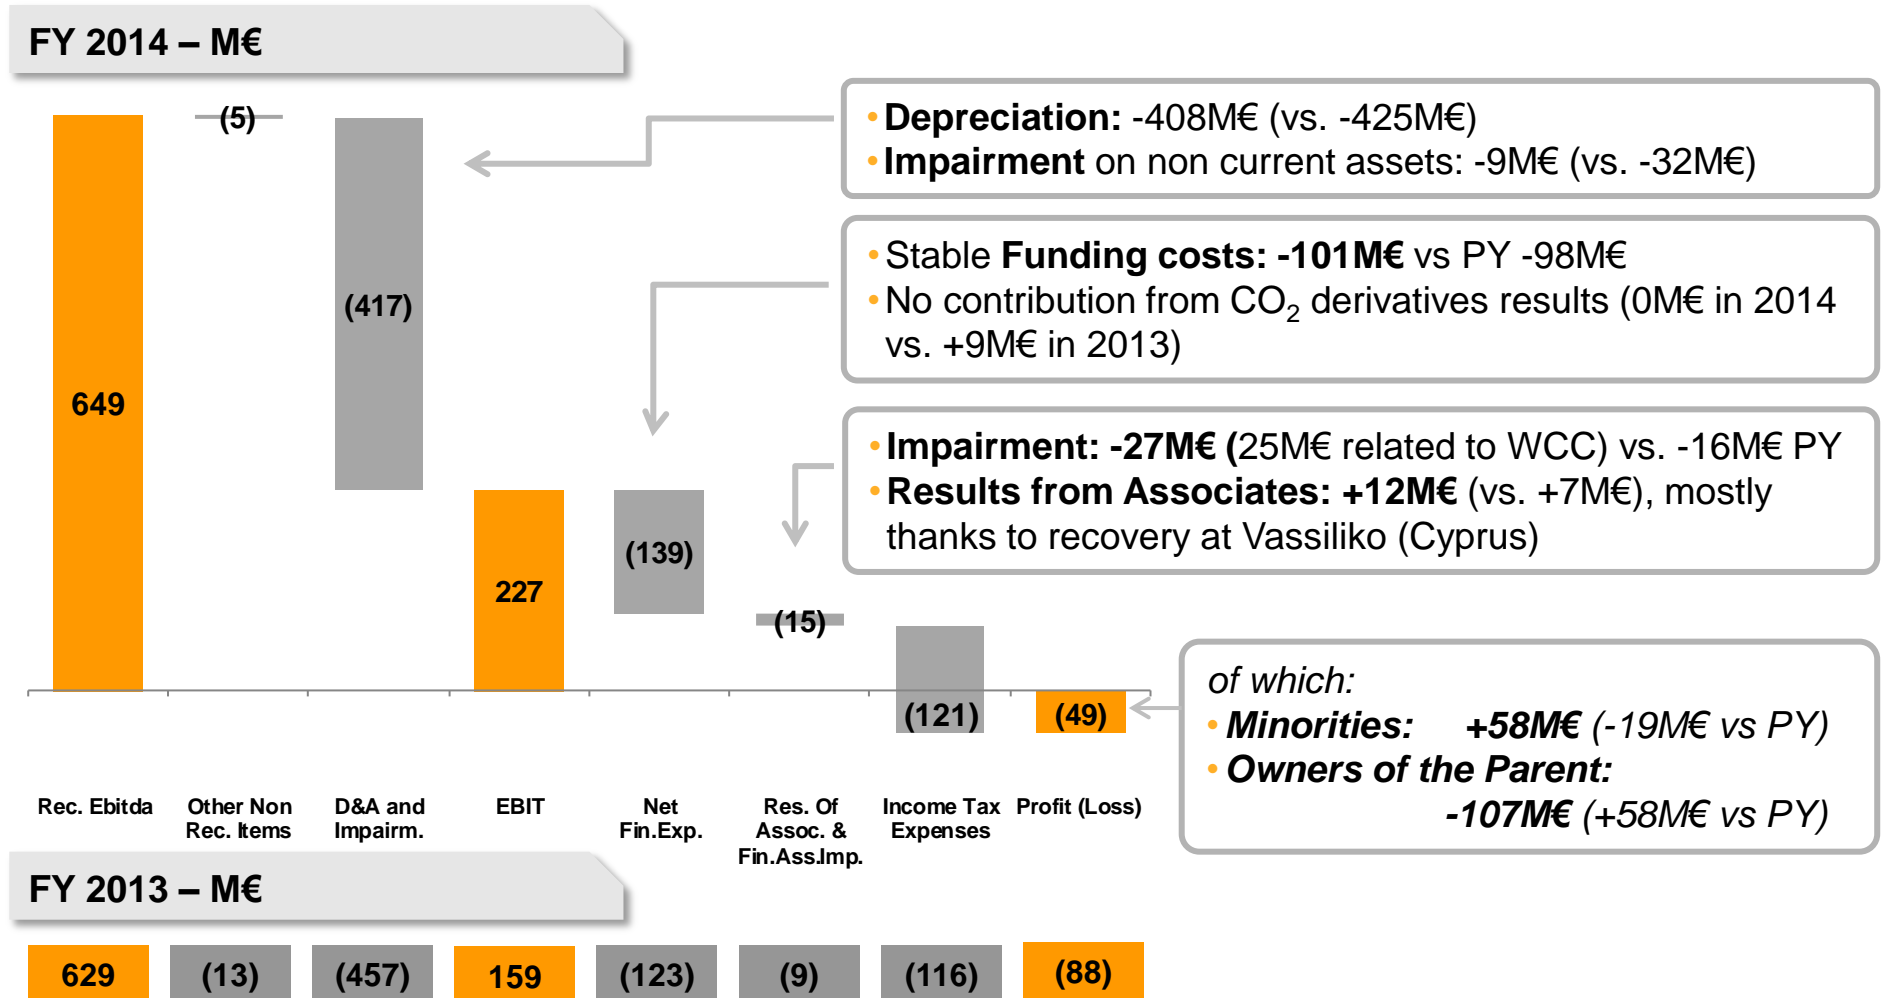 FY 2014 – M€
• Depreciation: -408M€ (vs. -425M€)
• Impairment on non current assets: -9M€ (vs. -32M€)
• Stable Funding costs: -101M€ vs PY -98M€
• No contribution from CO₂ derivatives results (0M€ in 2014
vs. +9M€ in 2013)
• Impairment: -27M€ (25M€ related to WCC) vs. -16M€ PY
• Results from Associates: +12M€ (vs. +7M€), mostly
thanks to recovery at Vassiliko (Cyprus)
of which:
• Minorities: +58M€ (-19M€ vs PY)
• Owners of the Parent:
-107M€ (+58M€ vs PY)
649
(5)
(417)
227
(139)
(15)
(121)
(49)
Rec. Ebitda
Other Non
Rec. Items
D&A and
Impairm.
EBIT
Net
Fin.Exp.
Res. Of
Assoc. &
Fin.Ass.Imp.
Income Tax
Expenses
Profit (Loss)
FY 2013 – M€
629
(13)
(457)
159
(123)
(9)
(116)
(88)